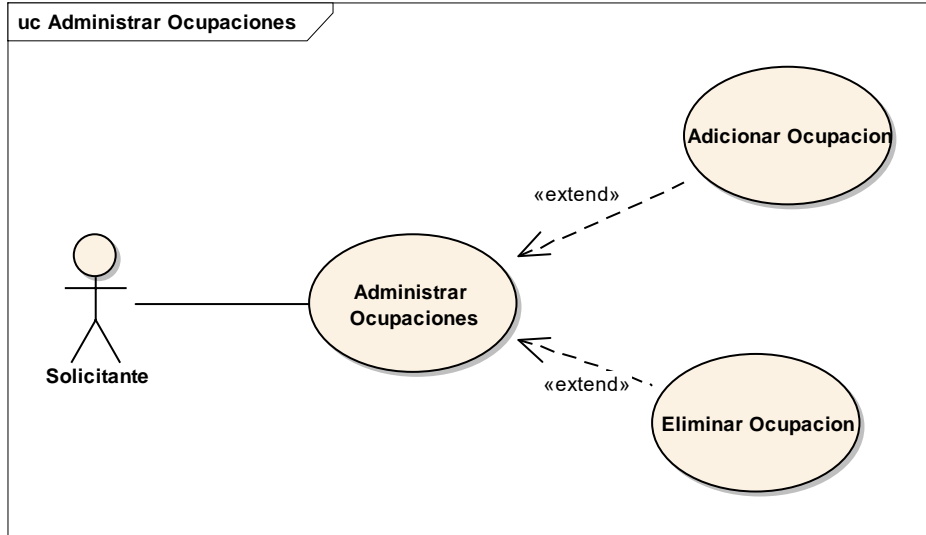 uc Administrar Ocupaciones
Adicionar Ocupacion
«extend»
Administrar
Ocupaciones
Solicitante
«extend»
Eliminar Ocupacion